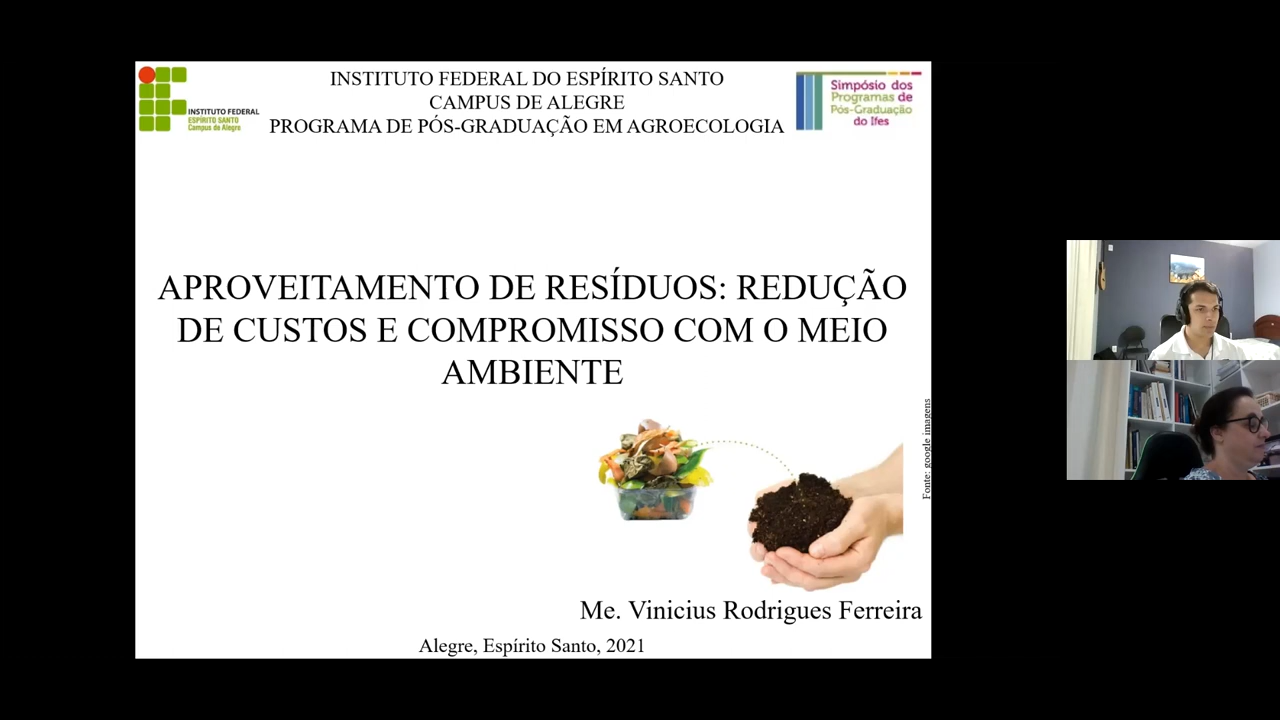 INSTITUTO FEDERAL
ESPÍRITO SANTO
Campus de Alegre
INSTITUTO FEDERAL DO ESPÍRITO SANTO
CAMPUS DE ALEGRE
PROGRAMA DE PÓS-GRADUAÇÃO EM AGROECOLOGIA
Simpósio dos
Programas de
Pós-Graduação
do Ifes
APROVEITAMENTO DE RESÍDUOS: REDUÇÃO
DE CUSTOS E COMPROMISSO COM O MEIO
AMBIENTE
Fonte: google imagens
Me. Vinicius Rodrigues Ferreira
Alegre, Espírito Santo, 2021